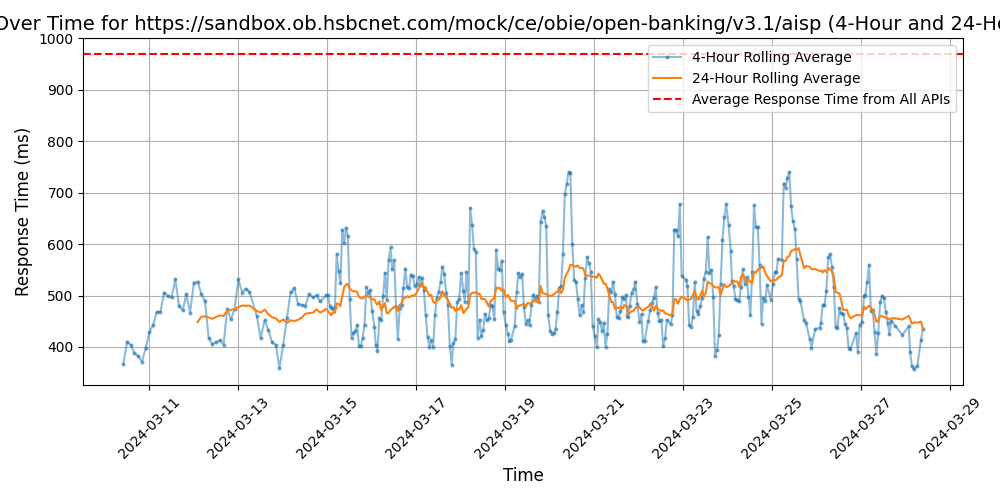 Over Time for https://sandbox.ob.hsbcnet.com/mock/ce/obie/open-banking/v3.1/aisp (4-Hour and 24-Ho
4-Hour Rolling Average
24-Hour Rolling Average
Average Response Time from All APIs
Response Time (ms)
1000
900
800
700
600
500
400
2024-03-11
2024-03-13
2024-03-15
2024-03-17
2024-03-19
2024-03-21
2024-03-23
2024-03-25
2024-03-27
2024-03-29
Time